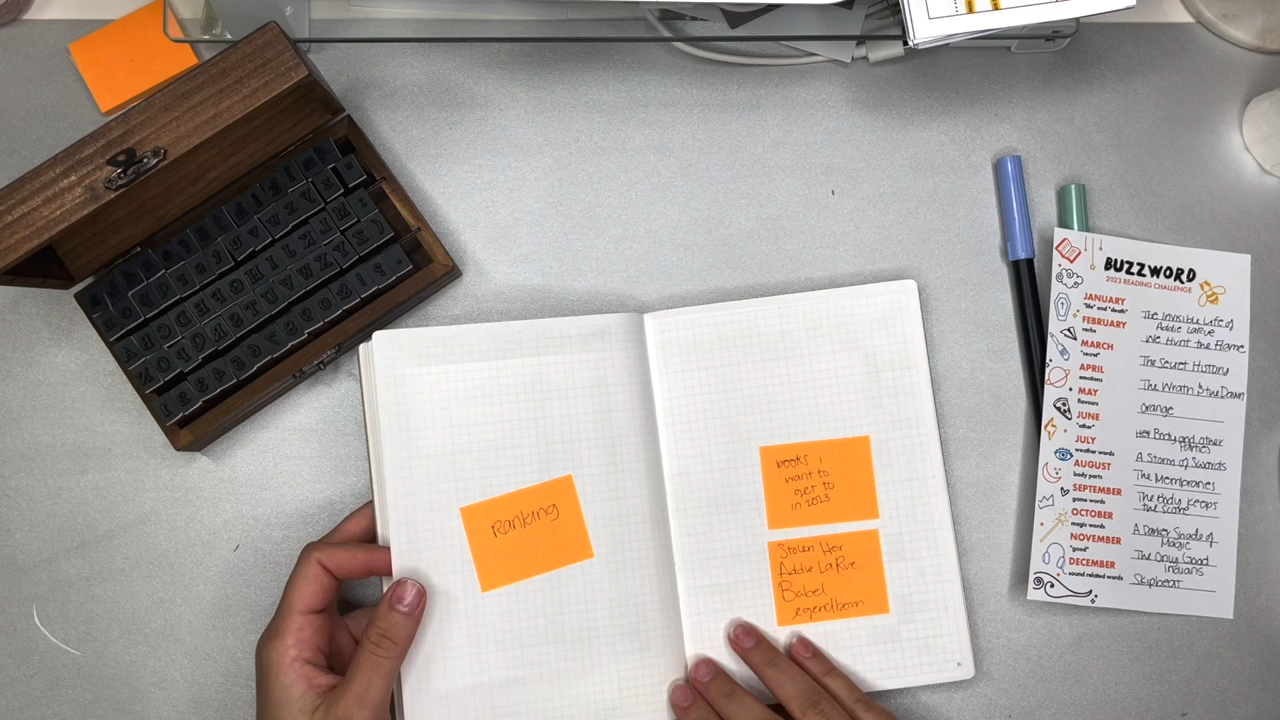 Ranking
books i
want to
get to
in 2023
Stolen Heir
Addie LaRue
Babel
egendborn
BUZZWORD
2023 READING CHALLENGE
JANUARY
"life" and "death"
The Invisible Life of
Addie LaRue
FEBRUARY
verbs
We Hunt the Flame
MARCH
"secret"
The Secret History
APRIL
emotions
The Wrath & the Dawn
MAY
flavours
Orange
JUNE
"other"
Her Body and other
Parties
JULY
weather words
A Storm of Swords
AUGUST
body parts
The Membranes
SEPTEMBER
game words
The Body Keeps
the Score
OCTOBER
magic words
A Darker Shade of
Magic
NOVEMBER
"good"
The Only Good
Indians
DECEMBER
sound related words
Skipbeat